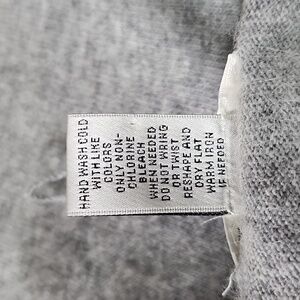 HAND WASH COLD
WITH LIKE
COLORS
ONLY NON-
CHLORINE
BLEACH
WHEN NEEDED
DO NOT WRING
OR TWIST
RESHAPE AND
DRY FLAT
WARM IRON
IF NEEDED